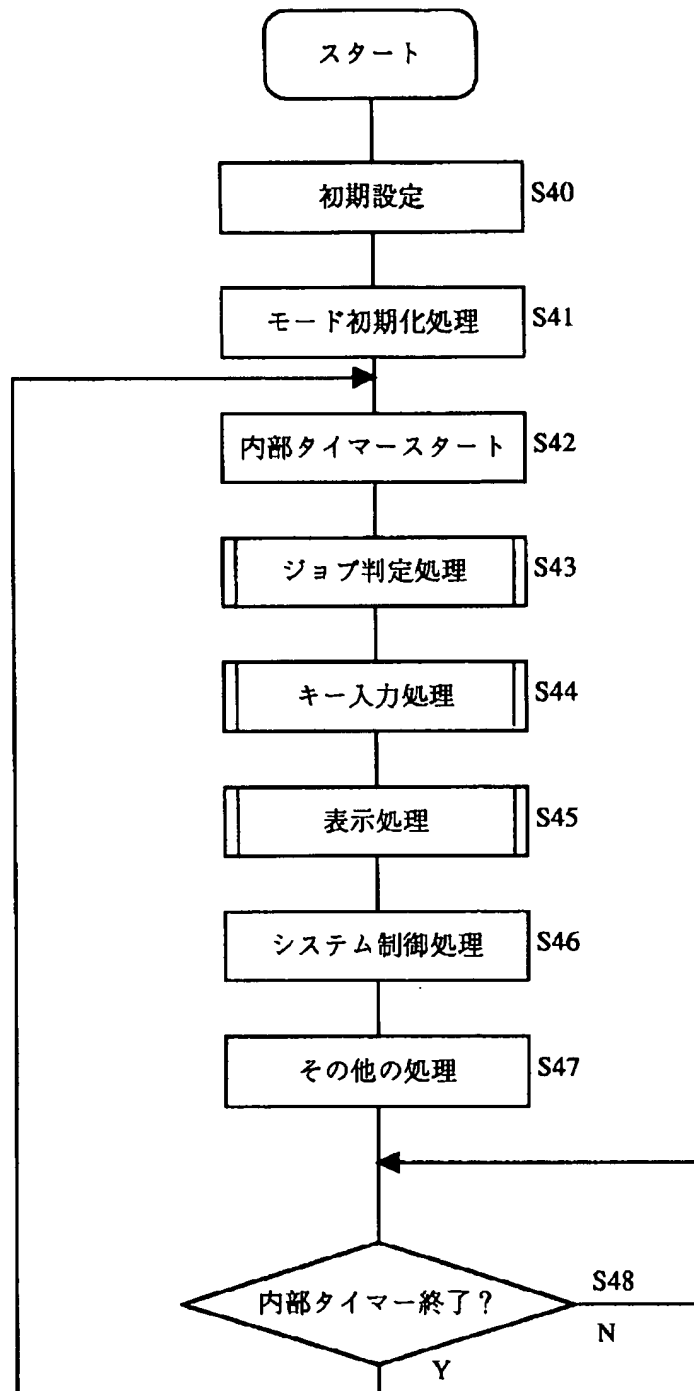 スタート
初期設定 S40
モード初期化処理 S41
内部タイマースタート S42
ジョブ判定処理 S43
キー入力処理 S44
表示処理 S45
システム制御処理 S46
その他の処理 S47
内部タイマー終了? S48
N
Y